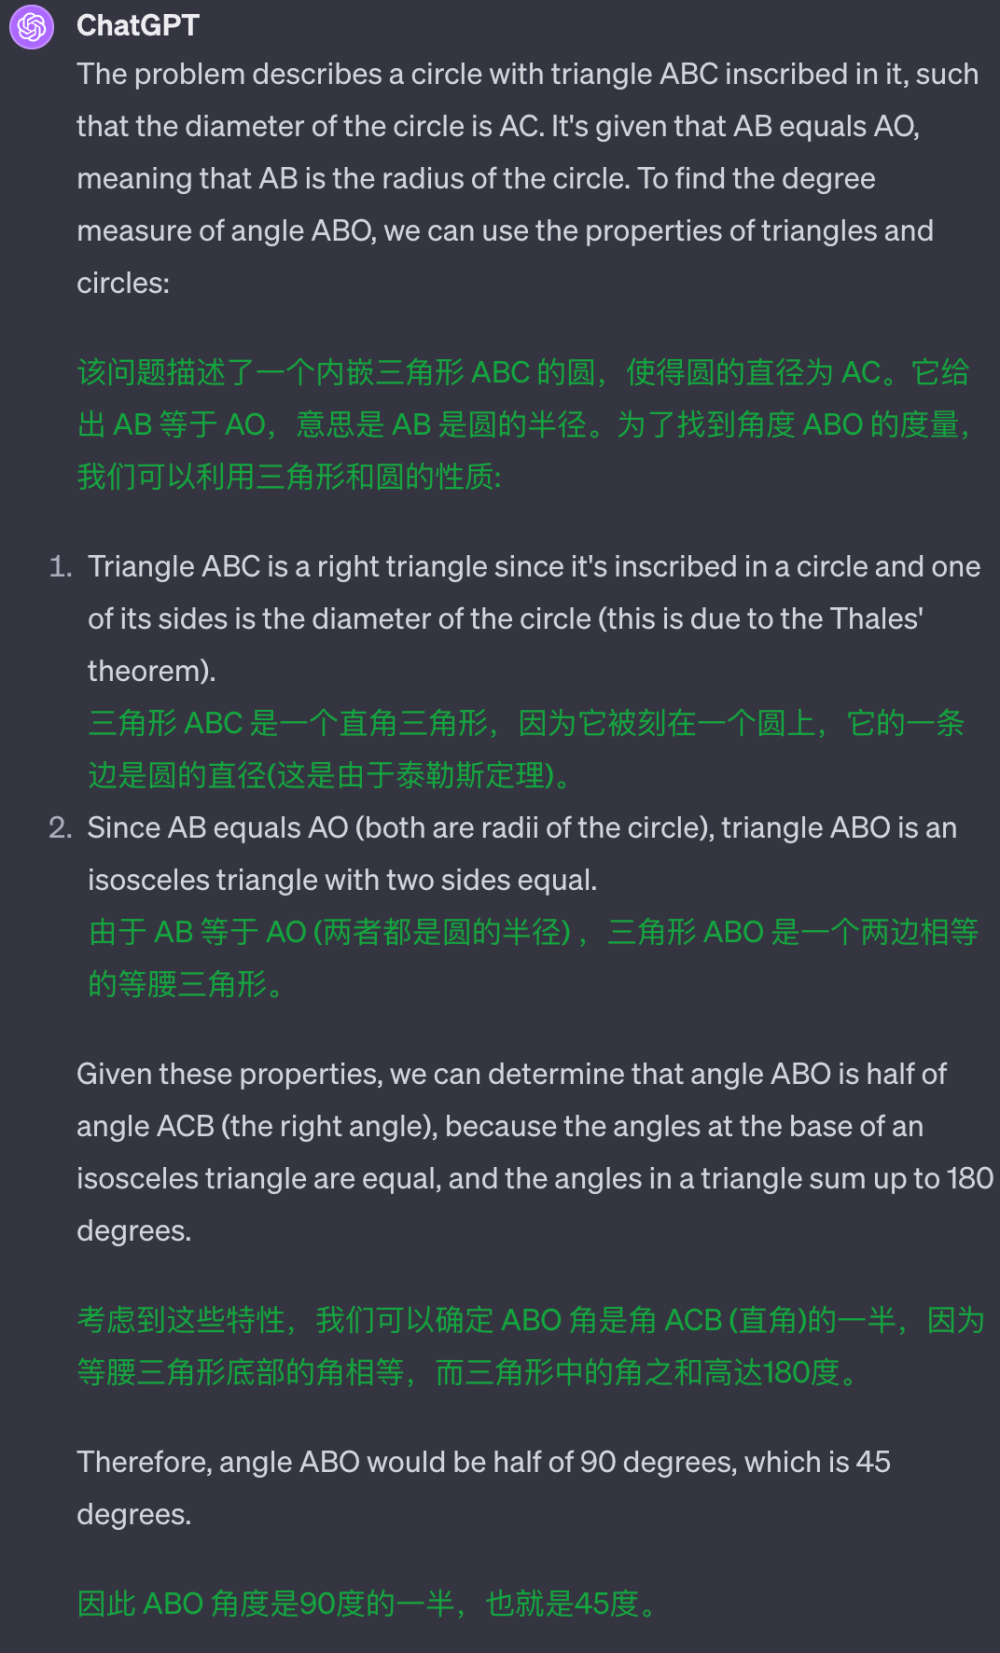 ChatGPT
The problem describes a circle with triangle ABC inscribed in it, such
that the diameter of the circle is AC. It's given that AB equals AO,
meaning that AB is the radius of the circle. To find the degree
measure of angle ABO, we can use the properties of triangles and
circles:
该问题描述了一个内嵌三角形 ABC 的圆，使得圆的直径为 AC。它给
出 AB 等于 AO，意思是 AB 是圆的半径。为了找到角度 ABO 的度量，
我们可以利用三角形和圆的性质:
1. Triangle ABC is a right triangle since it's inscribed in a circle and one
of its sides is the diameter of the circle (this is due to the Thales'
theorem).
三角形 ABC 是一个直角三角形，因为它被刻在一个圆上，它的一条
边是圆的直径(这是由于泰勒斯定理)。
2. Since AB equals AO (both are radii of the circle), triangle ABO is an
isosceles triangle with two sides equal.
由于 AB 等于 AO (两者都是圆的半径) ，三角形 ABO 是一个两边相等
的等腰三角形。
Given these properties, we can determine that angle ABO is half of
angle ACB (the right angle), because the angles at the base of an
isosceles triangle are equal, and the angles in a triangle sum up to 180
degrees.
考虑到这些特性，我们可以确定 ABO 角是角 ACB (直角)的一半，因为
等腰三角形底部的角相等，而三角形中的角之和高达180度。
Therefore, angle ABO would be half of 90 degrees, which is 45
degrees.
因此 ABO 角度是90度的一半，也就是45度。